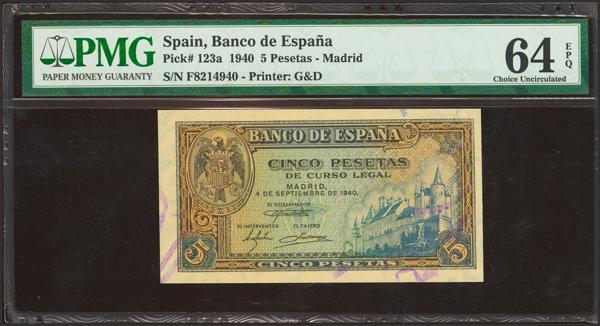 PMG
PAPER MONEY GUARANTY
Spain, Banco de España
Pick# 123a 1940 5 Pesetas - Madrid
S/N F8214940 - Printer: G&D
64 EPQ
Choice Uncirculated
BANCO DE ESPAÑA
CINCO PESETAS
DE CURSO LEGAL
MADRID,
4 DE SEPTIEMBRE DE 1940.
EL GOBERNADOR
EL INTERVENTOR EL CAJERO
5 5
CINCO PESETAS